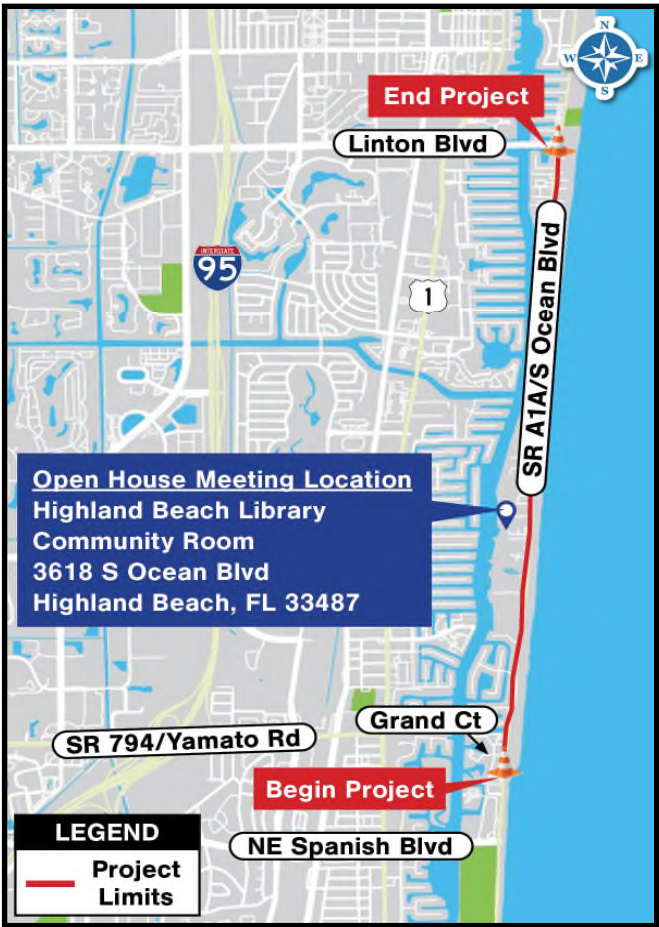 N
W
E
S
End Project
Linton Blvd
INTERSTATE
95
1
SR A1A/S Ocean Blvd
Open House Meeting Location
Highland Beach Library
Community Room
3618 S Ocean Blvd
Highland Beach, FL 33487
Grand Ct
SR 794/Yamato Rd
Begin Project
NE Spanish Blvd
LEGEND
Project
Limits